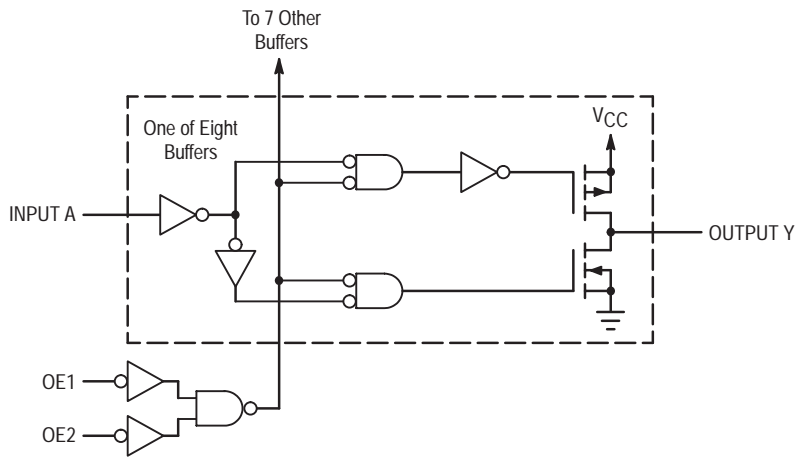 To 7 Other
Buffers
One of Eight
Buffers
VCC
INPUT A
OUTPUT Y
OE1
OE2